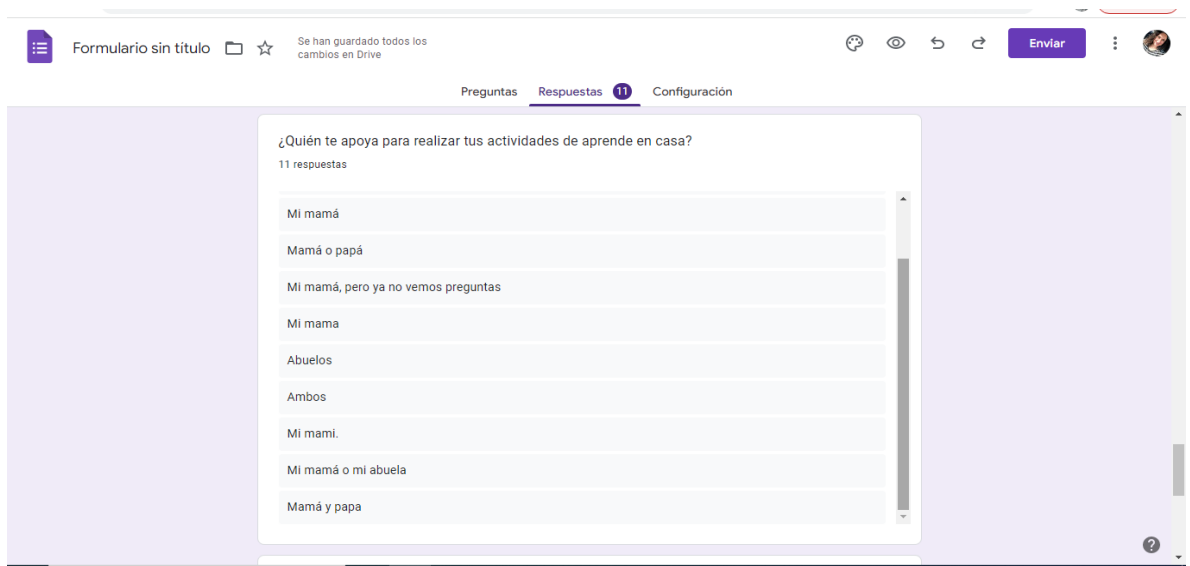 Formulario sin título
Se han guardado todos los
cambios en Drive
Enviar
Preguntas Respuestas 11 Configuración
¿Quién te apoya para realizar tus actividades de aprende en casa?
11 respuestas
Mi mamá
Mamá o papá
Mi mamá, pero ya no vemos preguntas
Mi mama
Abuelos
Ambos
Mi mami.
Mi mamá o mi abuela
Mamá y papa